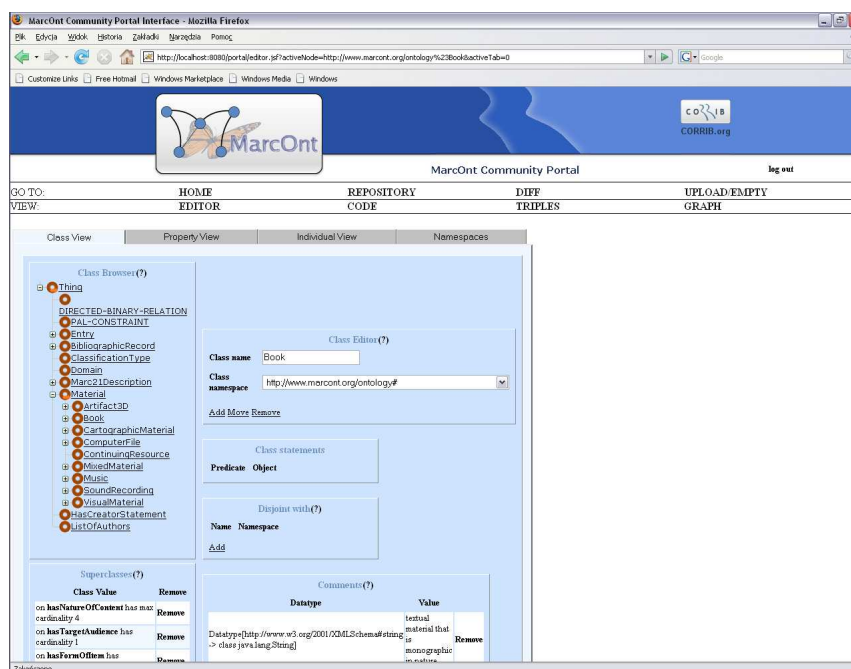 MarcOnt Community Portal Interface - Mozilla Firefox
Plik Edycja Widok Historia Zakładki Narzędzia Pomoc
http://localhost:8080/portal/editor.jsf?activeNode=http://www.marcont.org/ontology%23Book&activeTab=0
Google
Customize Links Free Hotmail Windows Marketplace Windows Media Windows
MarcOnt
CORRIB
CORRIB.org
MarcOnt Community Portal
log out
GO TO: HOME REPOSITORY DIFF UPLOAD/EMPTY
VIEW: EDITOR CODE TRIPLES GRAPH
Class View Property View Individual View Namespaces
Class Browser(?)
Thing
DIRECTED-BINARY-RELATION
PAL-CONSTRAINT
Entry
BibliographicRecord
ClassificationType
Domain
Marc21Description
Material
Artifact3D
Book
CartographicMaterial
ComputerFile
ContinuingResource
MixedMaterial
Music
SoundRecording
VisualMaterial
HasCreatorStatement
ListOfAuthors
Class Editor(?)
Class name Book
Class
namespace http://www.marcont.org/ontology#
Add Move Remove
Class statements
Predicate Object
Disjoint with(?)
Name Namespace
Add
Superclasses(?)
Class Value Remove
on hasNatureOfContent has max
cardinality 4 Remove
on hasTargetAudience has
cardinality 1 Remove
on hasFormOfItem has Remove
Comments(?)
Datatype Value
Datatype[http://www.w3.org/2001/XMLSchema#string
-> class java.lang.String]
textual
material that
is
monographic
in nature
Remove
Zakończono